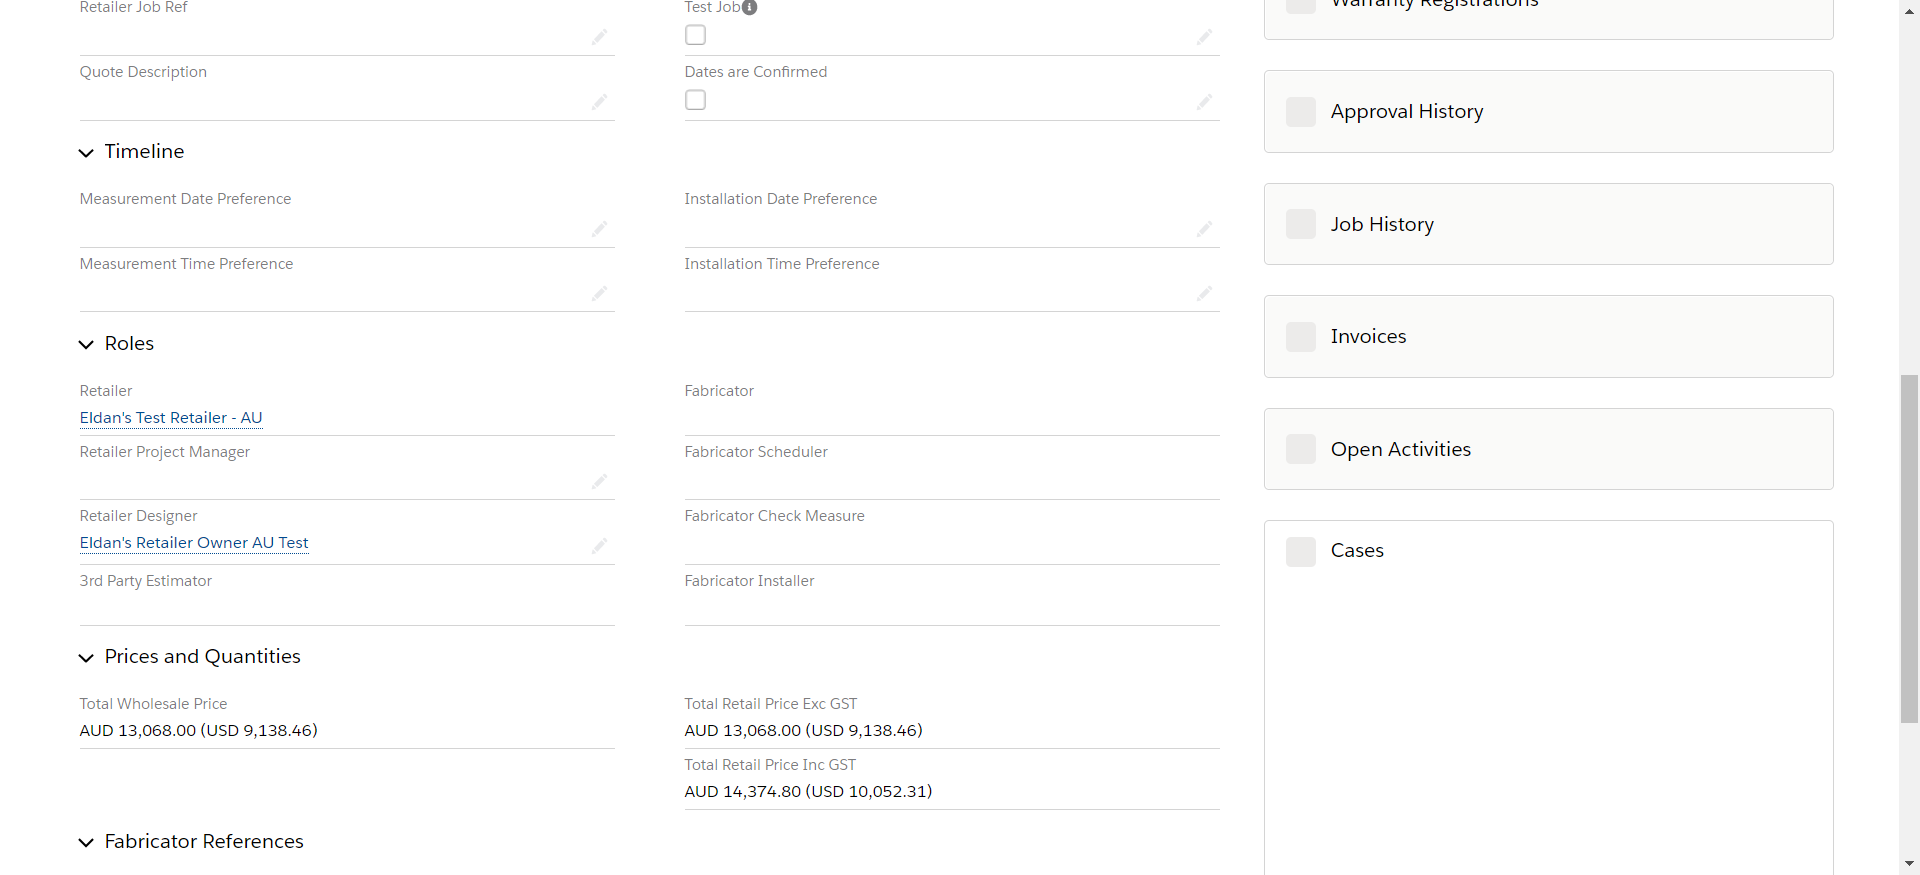 Retailer Job Ref
Test Job
Quote Description
Dates are Confirmed
Timeline
Measurement Date Preference
Installation Date Preference
Measurement Time Preference
Installation Time Preference
Roles
Retailer
Eldan's Test Retailer - AU
Fabricator
Retailer Project Manager
Fabricator Scheduler
Retailer Designer
Eldan's Retailer Owner AU Test
Fabricator Check Measure
3rd Party Estimator
Fabricator Installer
Prices and Quantities
Total Wholesale Price
AUD 13,068.00 (USD 9,138.46)
Total Retail Price Exc GST
AUD 13,068.00 (USD 9,138.46)
Total Retail Price Inc GST
AUD 14,374.80 (USD 10,052.31)
Fabricator References
Warranty Registrations
Approval History
Job History
Invoices
Open Activities
Cases